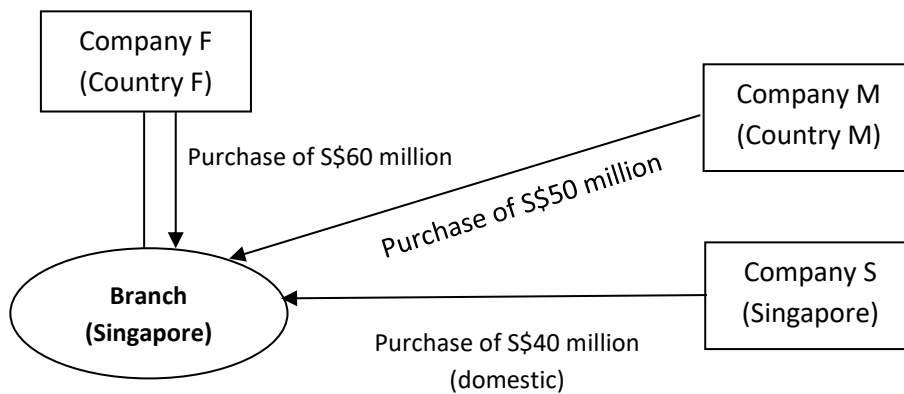 Company F
(Country F)
Company M
(Country M)
Purchase of S$60 million
Purchase of S$50 million
Branch
(Singapore)
Company S
(Singapore)
Purchase of S$40 million
(domestic)